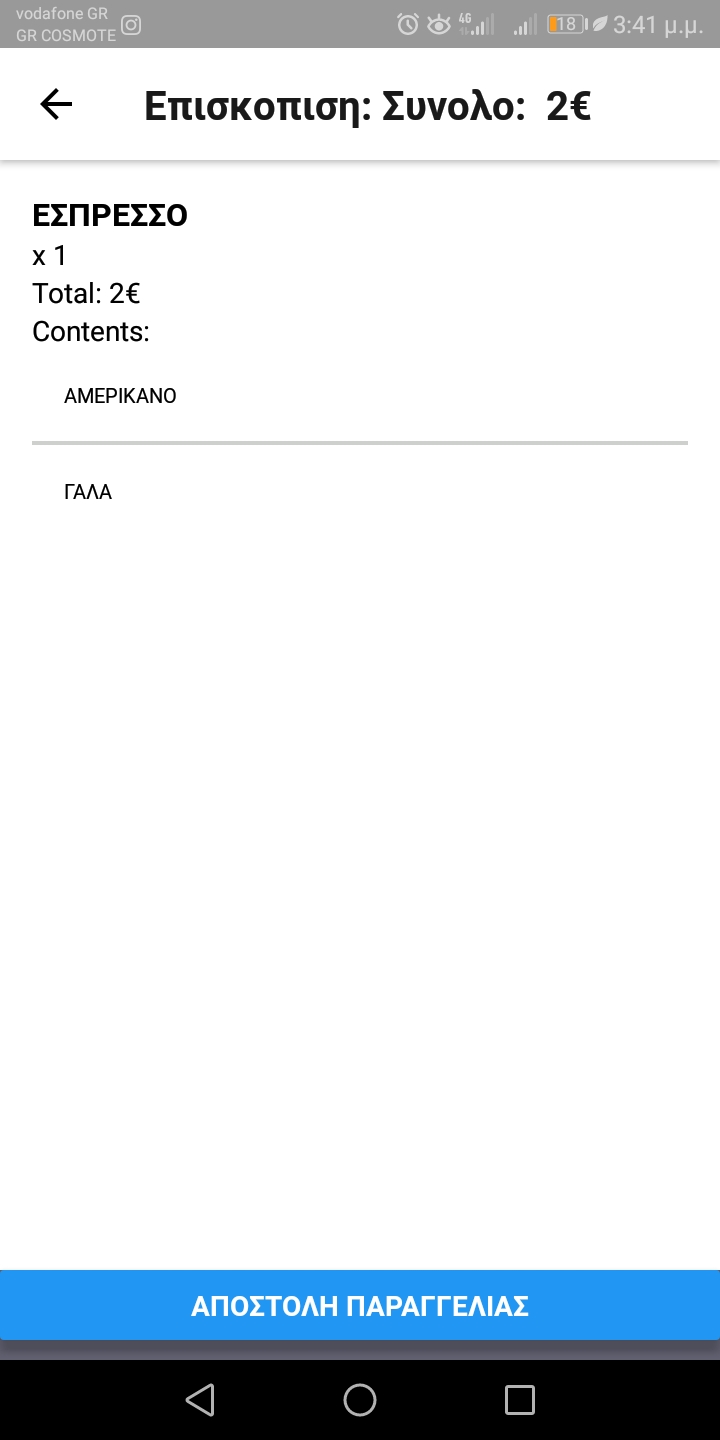 vodafone GR
GR COSMOTE
4G
18
3:41 μ.μ.
Επισκοπιση: Συνολο: 2€
ΕΣΠΡΕΣΣΟ
x 1
Total: 2€
Contents:
ΑΜΕΡΙΚΑΝΟ
ΓΑΛΑ
ΑΠΟΣΤΟΛΗ ΠΑΡΑΓΓΕΛΙΑΣ